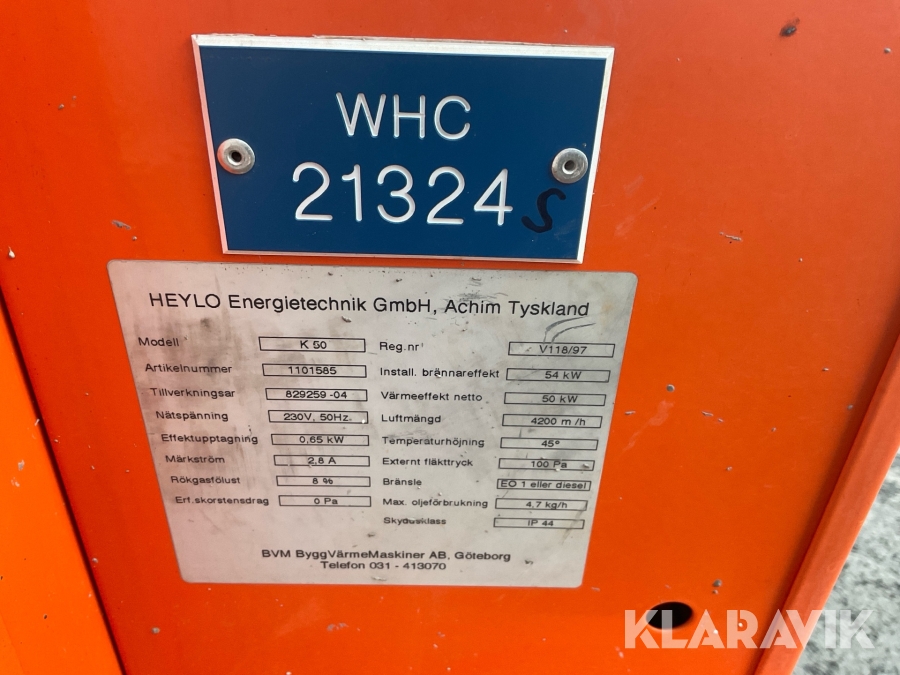 WHC
21324 S
HEYLO Energietechnik GmbH, Achim Tyskland
Modell K 50 Reg.nr V118/97
Artikelnummer 1101585 Install. brännareffekt 54 kW
Tillverkningsar 829259-04 Värmeeffekt netto 50 kW
Nätspänning 230V, 50Hz. Luftmängd 4200 m /h
Effektupptagning 0,65 kW Temperaturhöjning 45°
Märkström 2,8 A Externt fläkttryck 100 Pa
Rökgasfölust 8 % Bränsle EO 1 eller diesel
Erf.skorstensdrag 0 Pa Max. oljeförbrukning 4,7 kg/h
Skydusklass IP 44
BVM ByggVärmeMaskiner AB, Göteborg
Telefon 031 - 413070
KLARAVIK